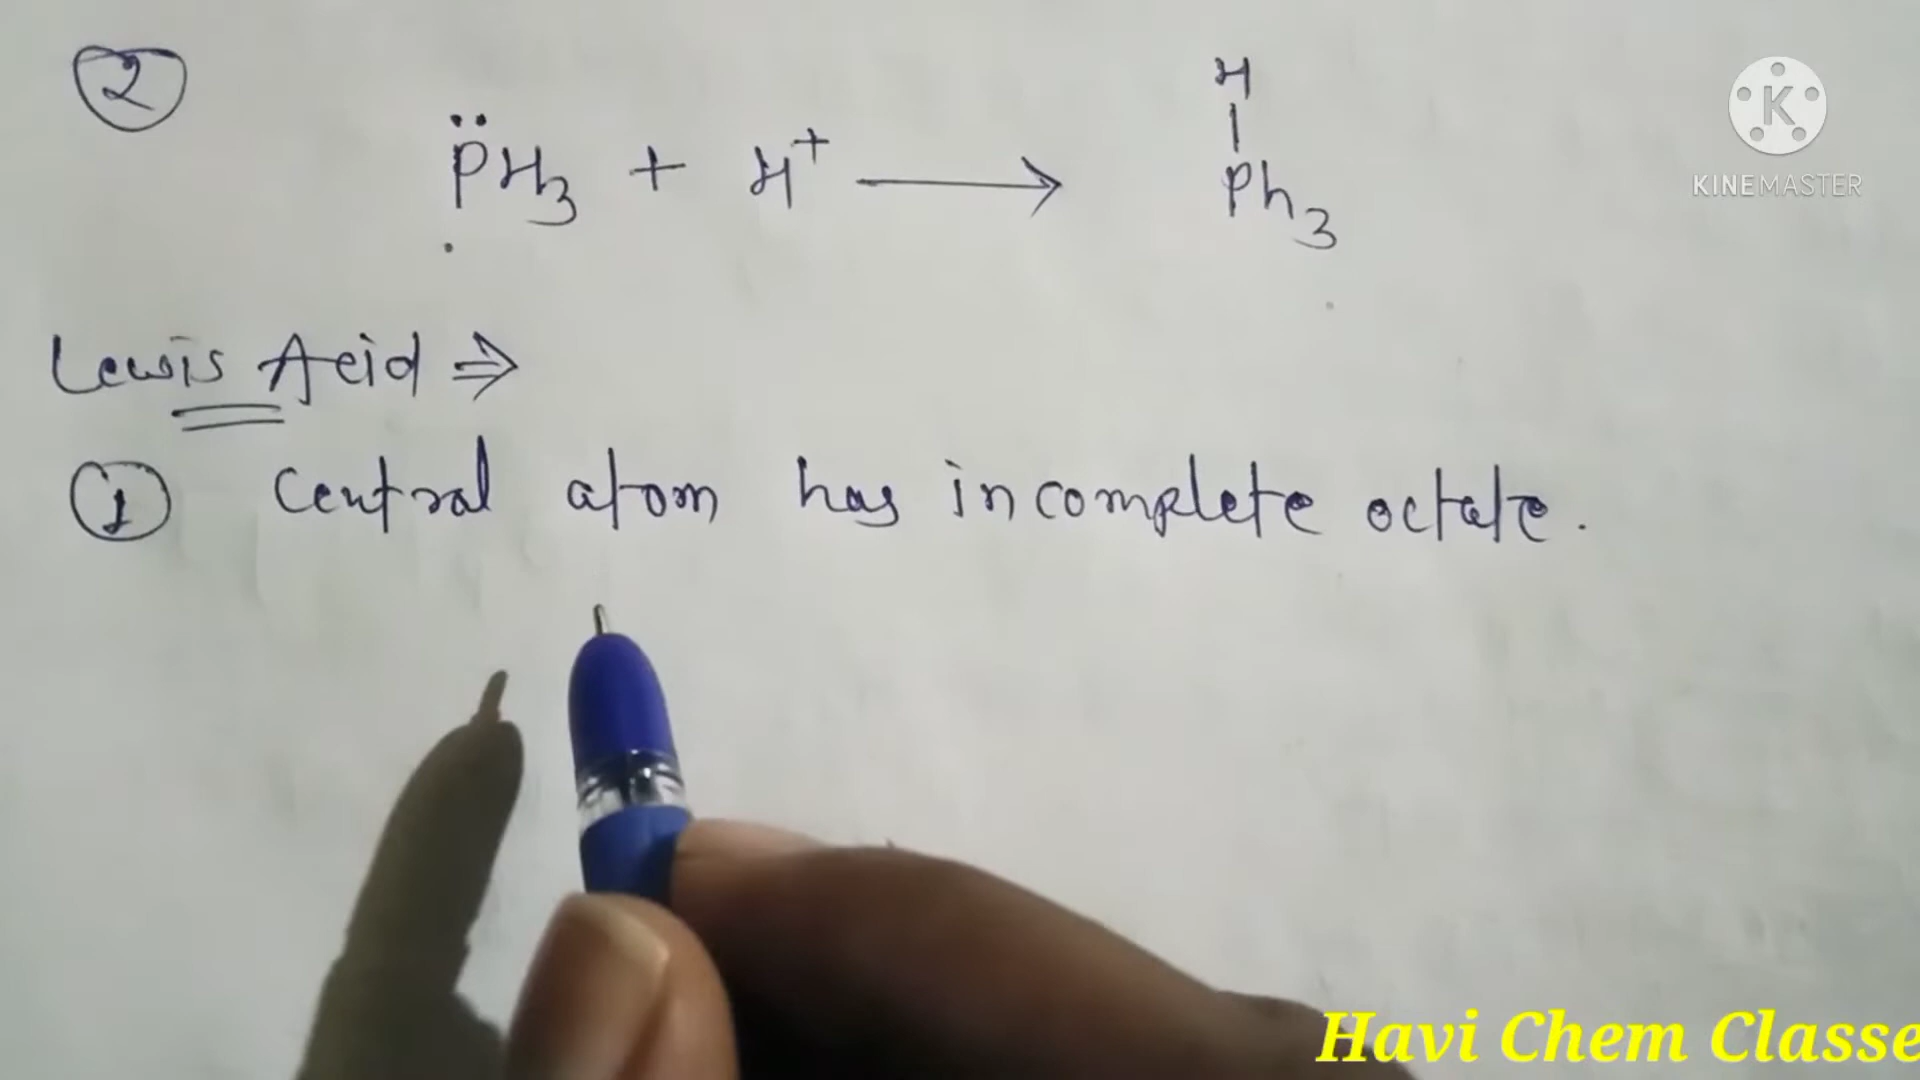 ②
P̈H₃ + H⁺ ⟶ H
|
Ph₃
K
KINEMASTER
Lewis Acid ⇒
① Central atom has incomplete octate.
Havi Chem Classe